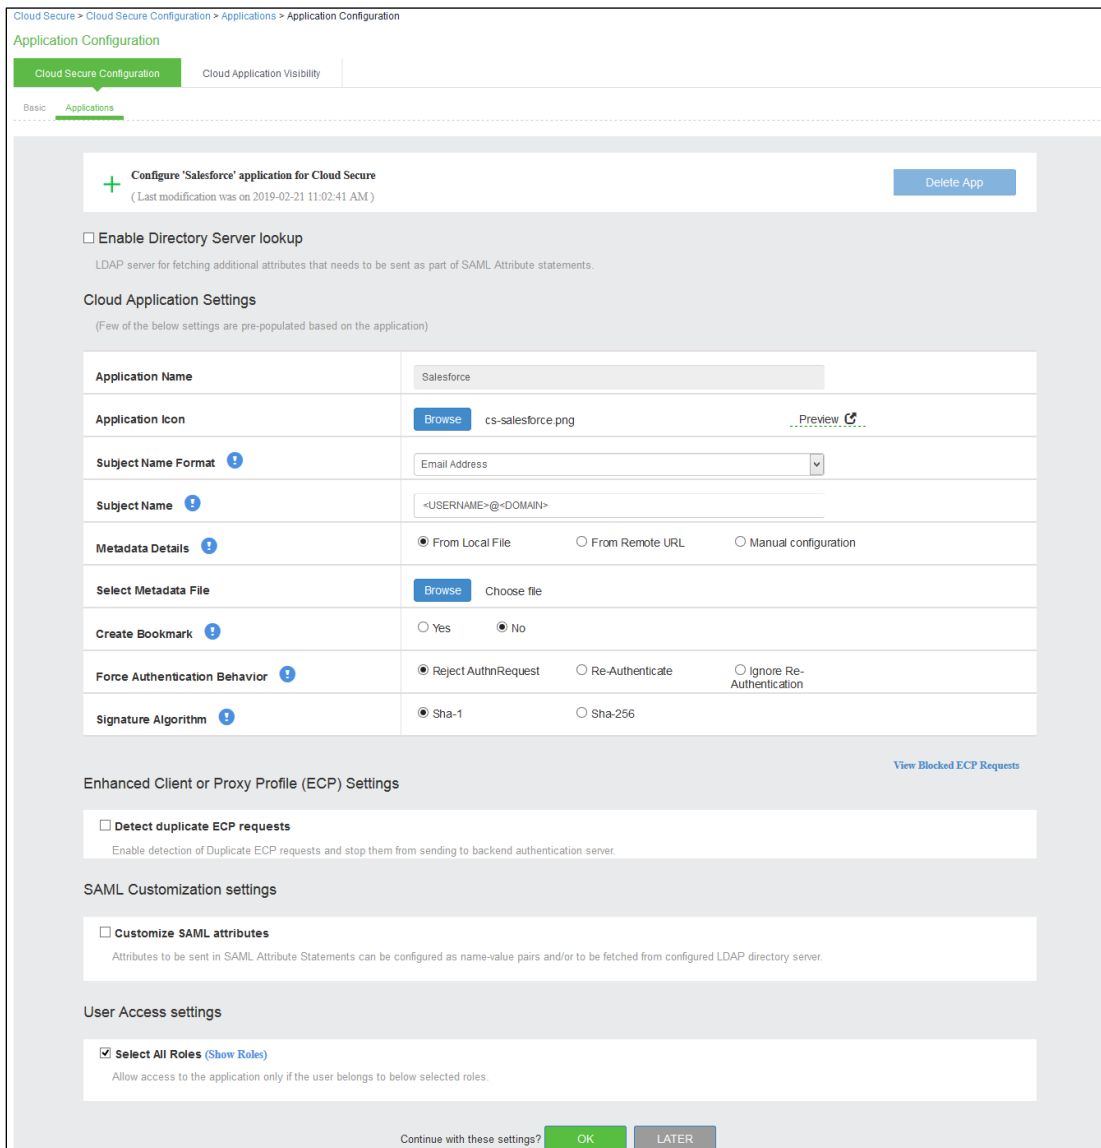 Cloud Secure > Cloud Secure Configuration > Applications > Application Configuration
Application Configuration
Cloud Secure Configuration Cloud Application Visibility
Basic Applications
Configure 'Salesforce' application for Cloud Secure
( Last modification was on 2019-02-21 11:02:41 AM )
Delete App
Enable Directory Server lookup
LDAP server for fetching additional attributes that needs to be sent as part of SAML Attribute statements.
Cloud Application Settings
(Few of the below settings are pre-populated based on the application)
Application Name Salesforce
Application Icon Browse cs-salesforce.png Preview
Subject Name Format Email Address
Subject Name <USERNAME>@<DOMAIN>
Metadata Details From Local File From Remote URL Manual configuration
Select Metadata File Browse Choose file
Create Bookmark Yes No
Force Authentication Behavior Reject AuthnRequest Re-Authenticate Ignore Re-
Authentication
Signature Algorithm Sha-1 Sha-256
View Blocked ECP Requests
Enhanced Client or Proxy Profile (ECP) Settings
Detect duplicate ECP requests
Enable detection of Duplicate ECP requests and stop them from sending to backend authentication server.
SAML Customization settings
Customize SAML attributes
Attributes to be sent in SAML Attribute Statements can be configured as name-value pairs and/or to be fetched from configured LDAP directory server.
User Access settings
Select All Roles (Show Roles)
Allow access to the application only if the user belongs to below selected roles.
Continue with these settings? OK LATER